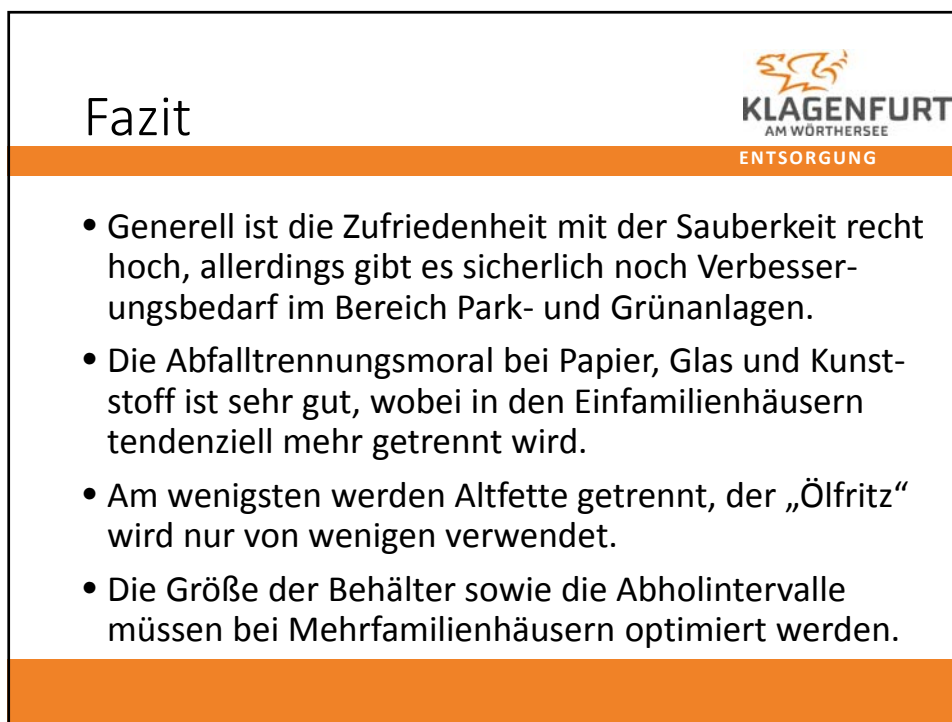 Fazit
KLAGENFURT
AM WÖRTHERSEE
ENTSORGUNG
• Generell ist die Zufriedenheit mit der Sauberkeit recht
hoch, allerdings gibt es sicherlich noch Verbesser-
ungsbedarf im Bereich Park- und Grünanlagen.
• Die Abfalltrennungsmoral bei Papier, Glas und Kunst-
stoff ist sehr gut, wobei in den Einfamilienhäusern
tendenziell mehr getrennt wird.
• Am wenigsten werden Altfette getrennt, der „Ölfritz“
wird nur von wenigen verwendet.
• Die Größe der Behälter sowie die Abholintervalle
müssen bei Mehrfamilienhäusern optimiert werden.